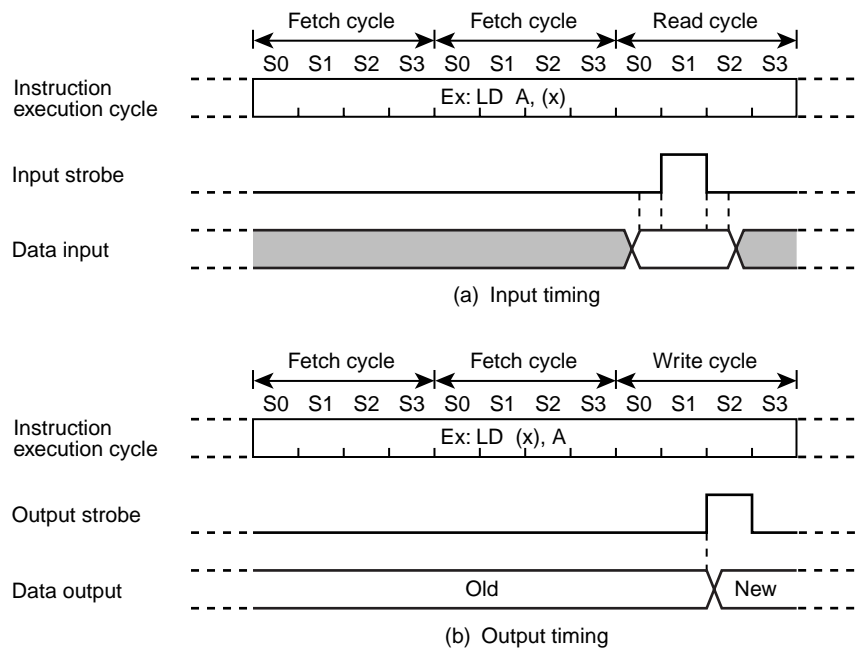 Fetch cycle Fetch cycle Read cycle
S0 S1 S2 S3 S0 S1 S2 S3 S0 S1 S2 S3
Instruction
execution cycle
Ex: LD A, (x)
Input strobe
Data input
(a) Input timing
Fetch cycle Fetch cycle Write cycle
S0 S1 S2 S3 S0 S1 S2 S3 S0 S1 S2 S3
Instruction
execution cycle
Ex: LD (x), A
Output strobe
Data output
Old New
(b) Output timing